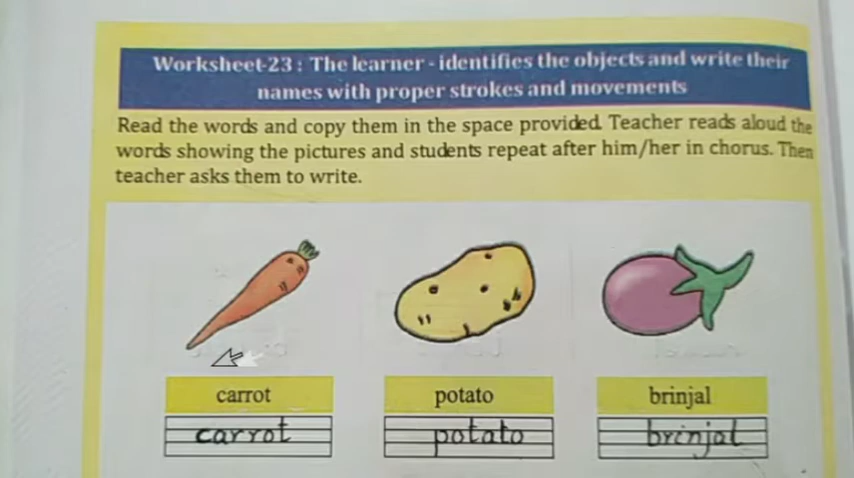 Worksheet-23 : The learner - identifies the objects and write their
names with proper strokes and movements
Read the words and copy them in the space provided. Teacher reads aloud the
words showing the pictures and students repeat after him/her in chorus. Then
teacher asks them to write.
carrot potato brinjal
carrot potato brinjal